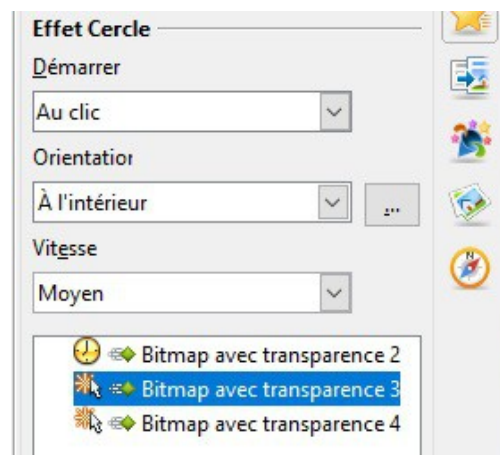 Effet Cercle
Démarrer
Au clic
Orientation
À l'intérieur
...
Vitesse
Moyen
Bitmap avec transparence 2
Bitmap avec transparence 3
Bitmap avec transparence 4